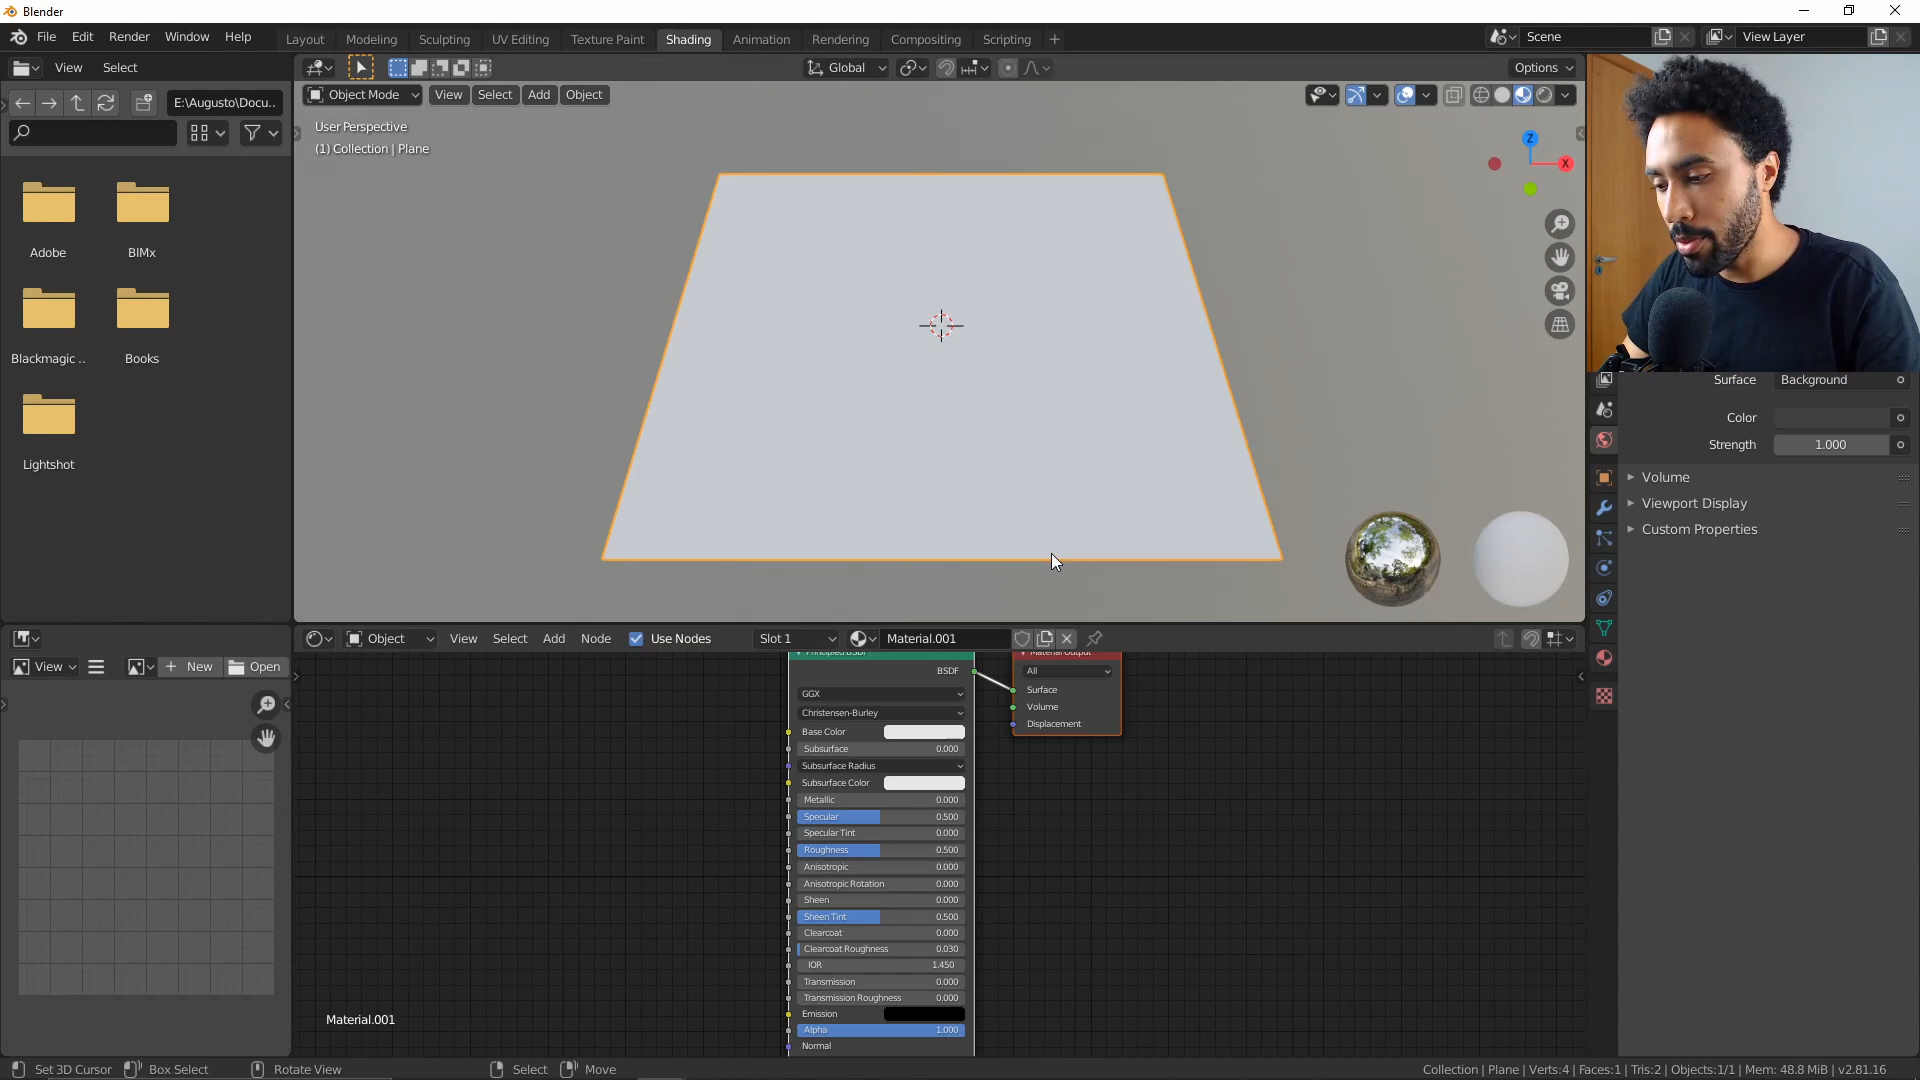 Blender
File Edit Render Window Help
Layout Modeling Sculpting UV Editing Texture Paint Shading Animation Rendering Compositing Scripting +
Scene
View Layer
View Select
Global
Options
E:\Augusto\Docu..
Object Mode View Select Add Object
User Perspective
(1) Collection | Plane
Z
X
Adobe
BIMx
Blackmagic ..
Books
Lightshot
Surface Background
Color
Strength 1.000
Volume
Viewport Display
Custom Properties
Object View Select Add Node Use Nodes Slot 1 Material.001
View New Open
Principled BSDF
Material Output
BSDF
All
GGX
Surface
Christensen-Burley
Volume
Base Color
Displacement
Subsurface 0.000
Subsurface Radius
Subsurface Color
Metallic 0.000
Specular 0.500
Specular Tint 0.000
Roughness 0.500
Anisotropic 0.000
Anisotropic Rotation 0.000
Sheen 0.000
Sheen Tint 0.500
Clearcoat 0.000
Clearcoat Roughness 0.030
IOR 1.450
Transmission 0.000
Transmission Roughness 0.000
Emission
Alpha 1.000
Normal
Material.001
Set 3D Cursor Box Select Rotate View Select Move
Collection | Plane | Verts:4 | Faces:1 | Tris:2 | Objects:1/1 | Mem: 48.8 MiB | v2.81.16